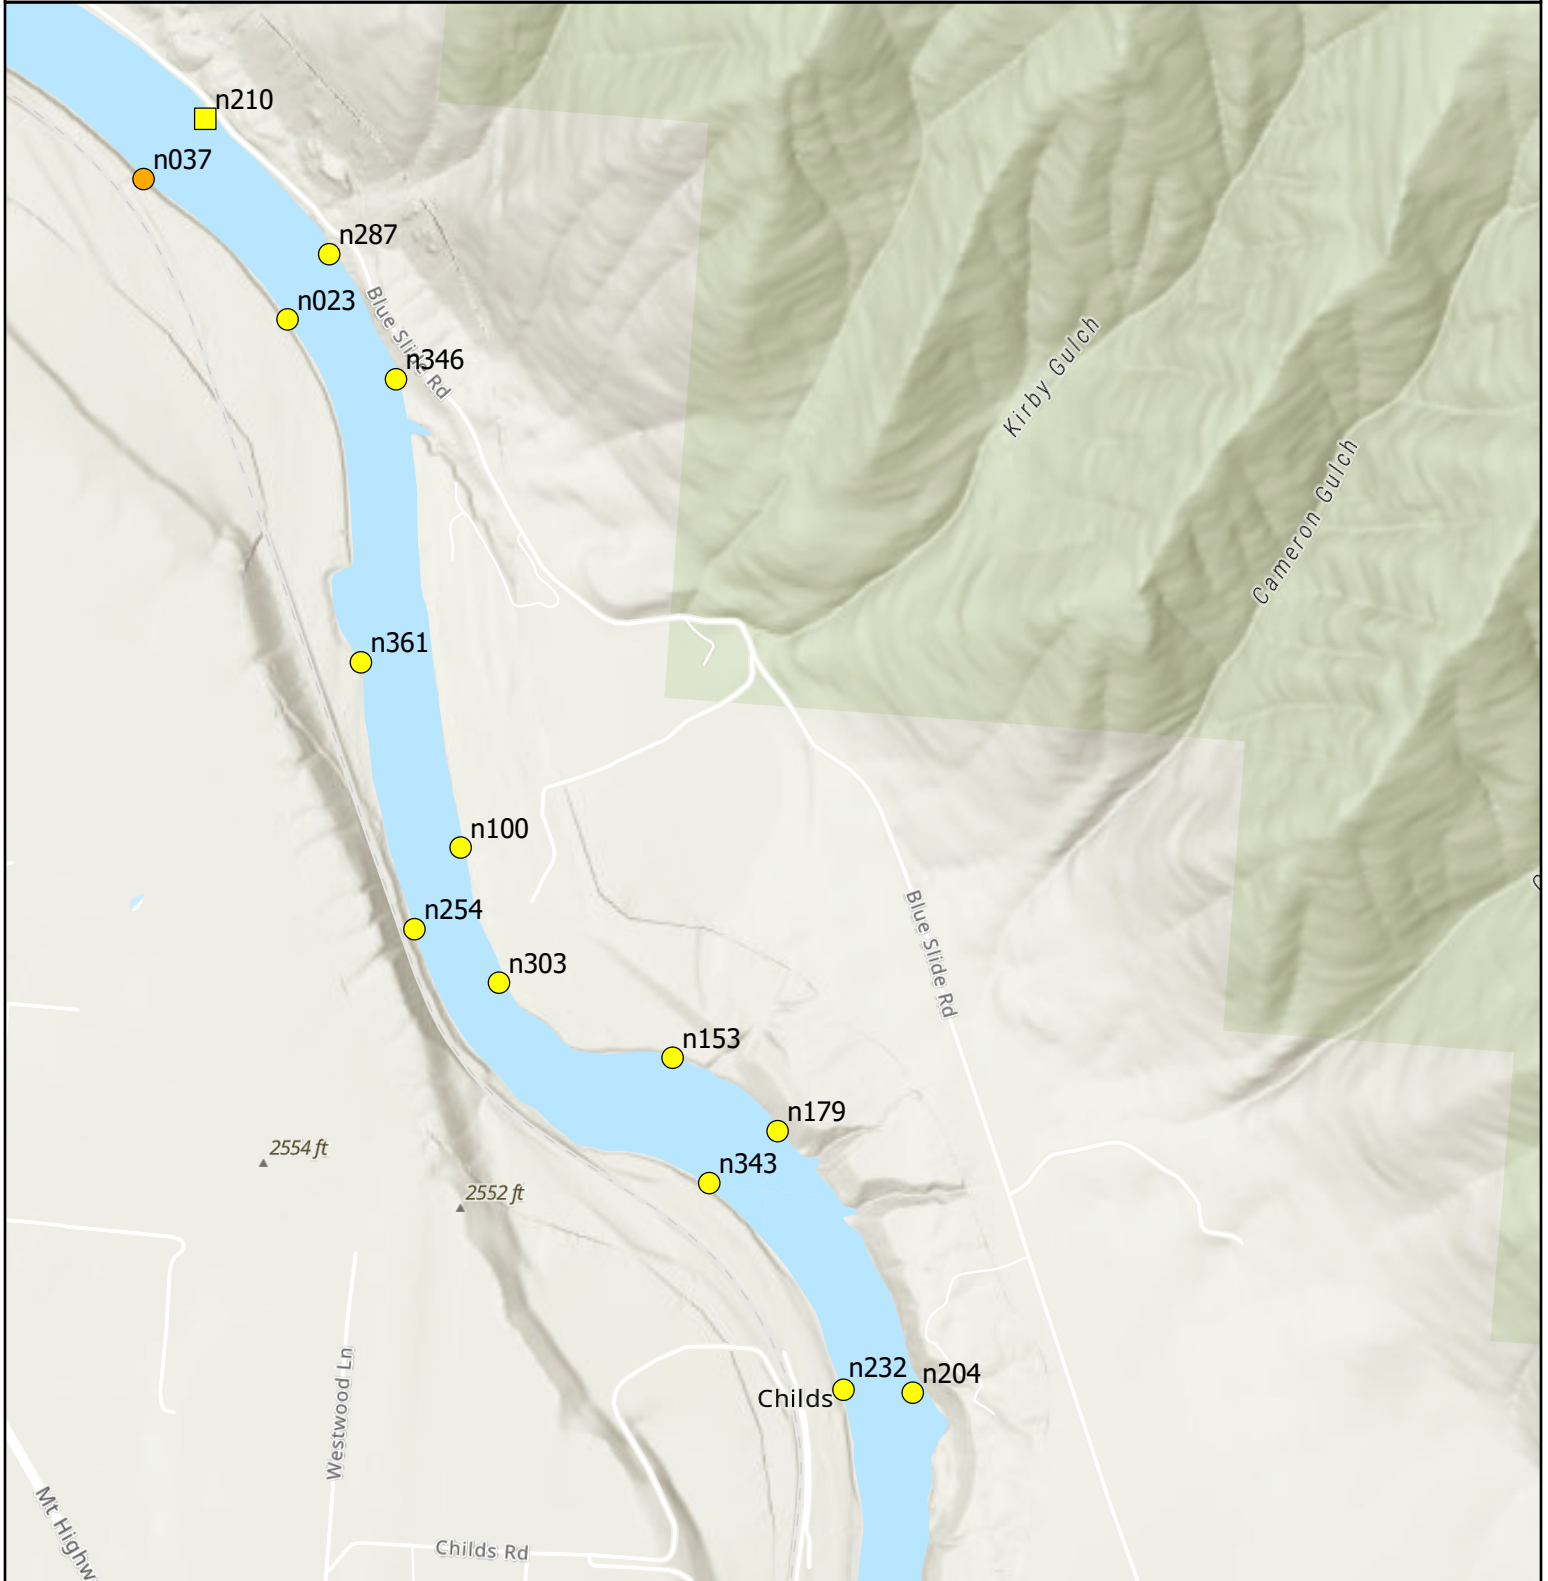 n210
n037
n287
n023
Blue Slide Rd
n346
Kirby Gulch
Cameron Gulch
n361
n100
n254
Blue Slide Rd
n303
n153
n179
2554 ft
n343
2552 ft
n232
n204
Childs
Westwood Ln
Mt Highw
Childs Rd